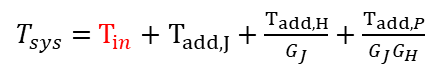 T_sys = T_in + T_add,J + T_add,H / G_J + T_add,P / G_J G_H